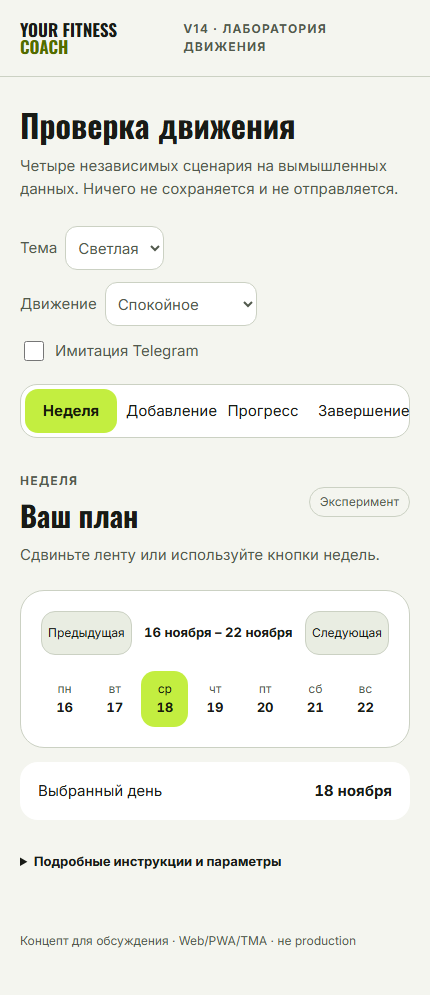 YOUR FITNESS
COACH
V14 · ЛАБОРАТОРИЯ
ДВИЖЕНИЯ
Проверка движения
Четыре независимых сценария на вымышленных
данных. Ничего не сохраняется и не отправляется.
Тема Светлая
Движение Спокойное
Имитация Telegram
Неделя Добавление Прогресс Завершение
НЕДЕЛЯ
Ваш план
Эксперимент
Сдвиньте ленту или используйте кнопки недель.
Предыдущая 16 ноября – 22 ноября Следующая
пн вт ср чт пт сб вс
16 17 18 19 20 21 22
Выбранный день 18 ноября
Подробные инструкции и параметры
Концепт для обсуждения · Web/PWA/TMA · не production